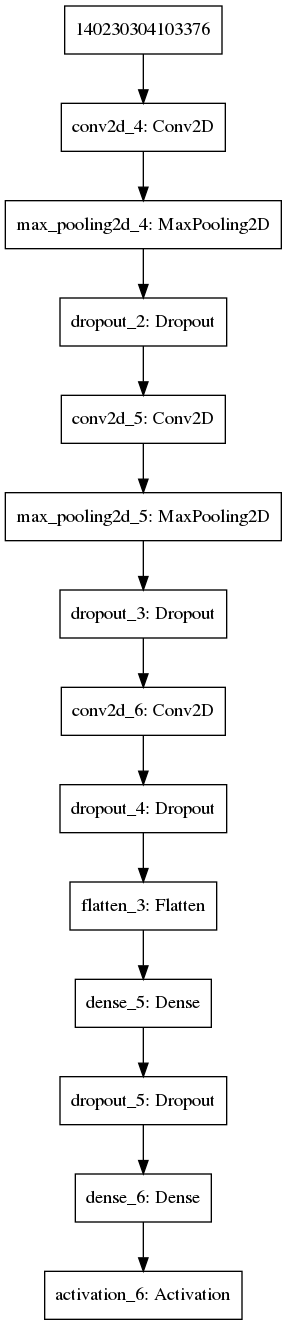 140230304103376
conv2d_4: Conv2D
max_pooling2d_4: MaxPooling2D
dropout_2: Dropout
conv2d_5: Conv2D
max_pooling2d_5: MaxPooling2D
dropout_3: Dropout
conv2d_6: Conv2D
dropout_4: Dropout
flatten_3: Flatten
dense_5: Dense
dropout_5: Dropout
dense_6: Dense
activation_6: Activation